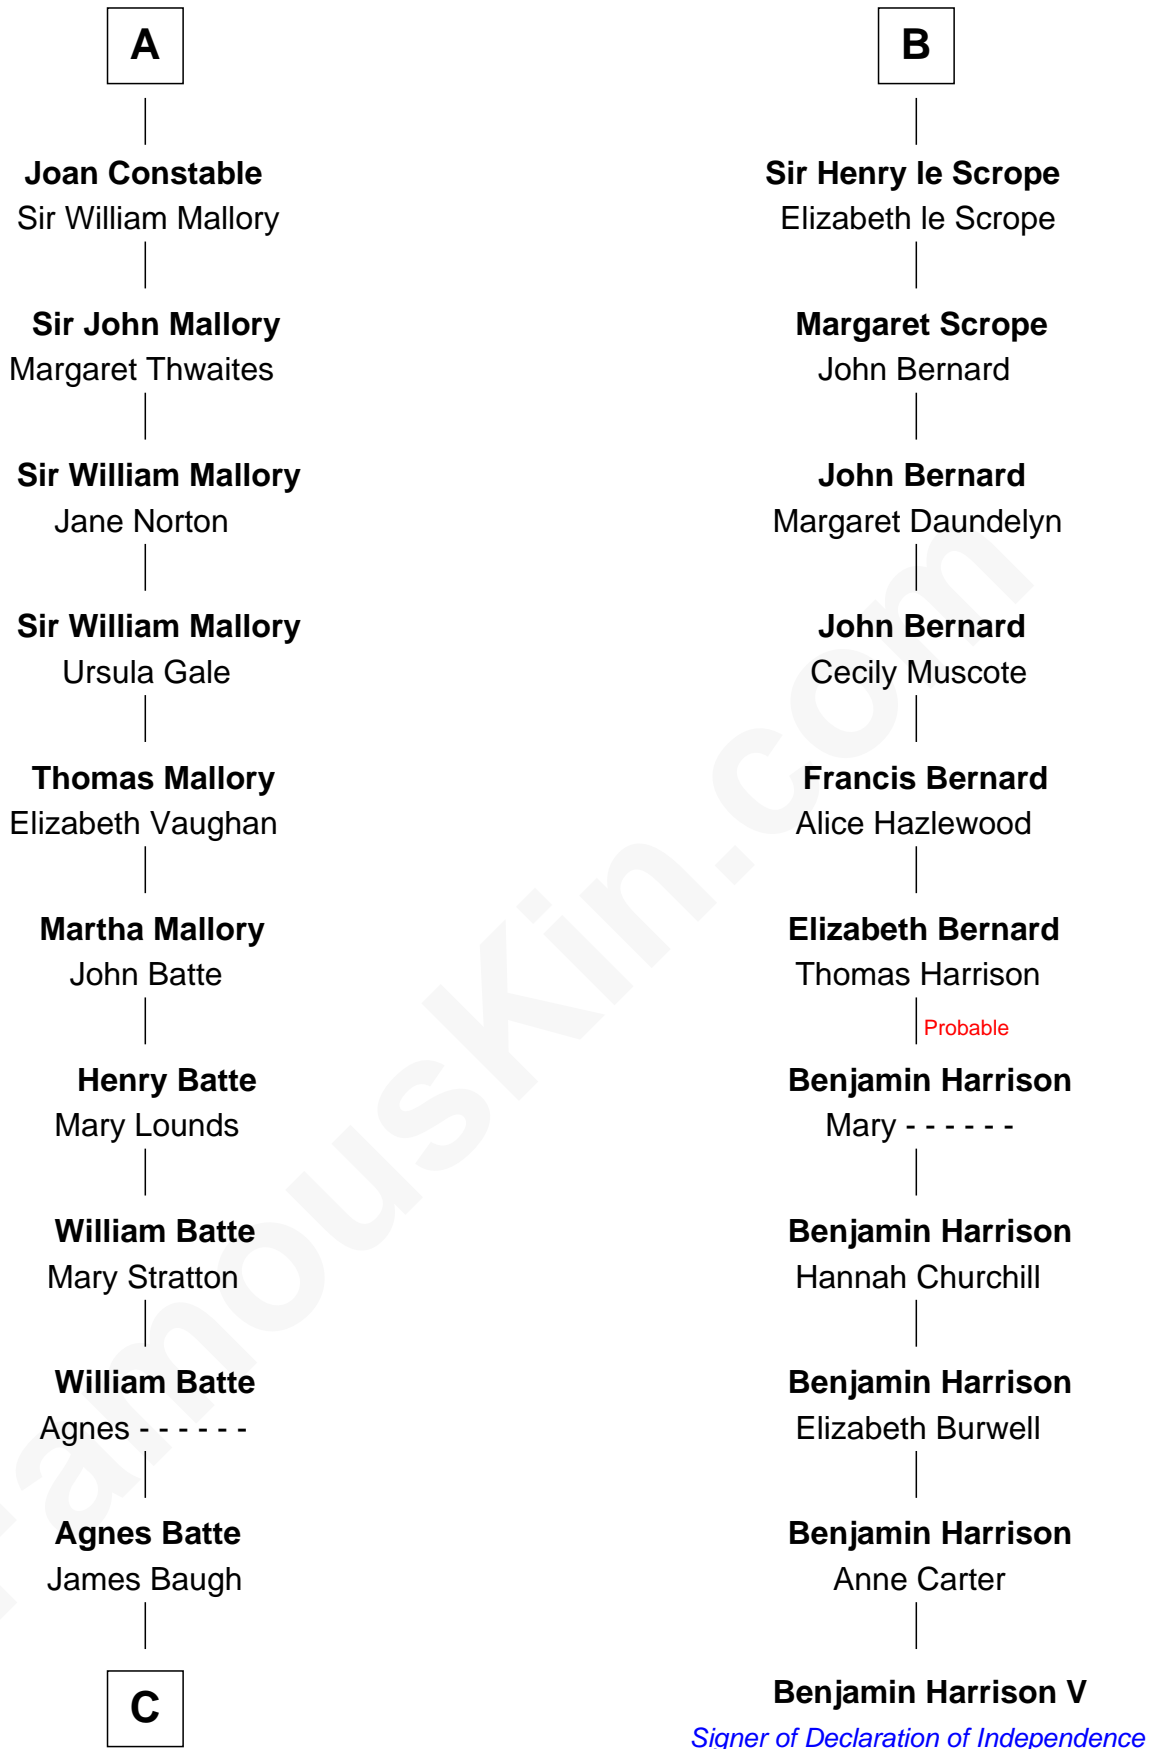 A
Joan Constable
Sir William Mallory
Sir John Mallory
Margaret Thwaites
Sir William Mallory
Jane Norton
Sir William Mallory
Ursula Gale
Thomas Mallory
Elizabeth Vaughan
Martha Mallory
John Batte
Henry Batte
Mary Lounds
William Batte
Mary Stratton
William Batte
Agnes - - - - - -
Agnes Batte
James Baugh
C
B
Sir Henry le Scrope
Elizabeth le Scrope
Margaret Scrope
John Bernard
John Bernard
Margaret Daundelyn
John Bernard
Cecily Muscote
Francis Bernard
Alice Hazlewood
Elizabeth Bernard
Thomas Harrison
Probable
Benjamin Harrison
Mary - - - - - -
Benjamin Harrison
Hannah Churchill
Benjamin Harrison
Elizabeth Burwell
Benjamin Harrison
Anne Carter
Benjamin Harrison V
Signer of Declaration of Independence
FamousKin.com